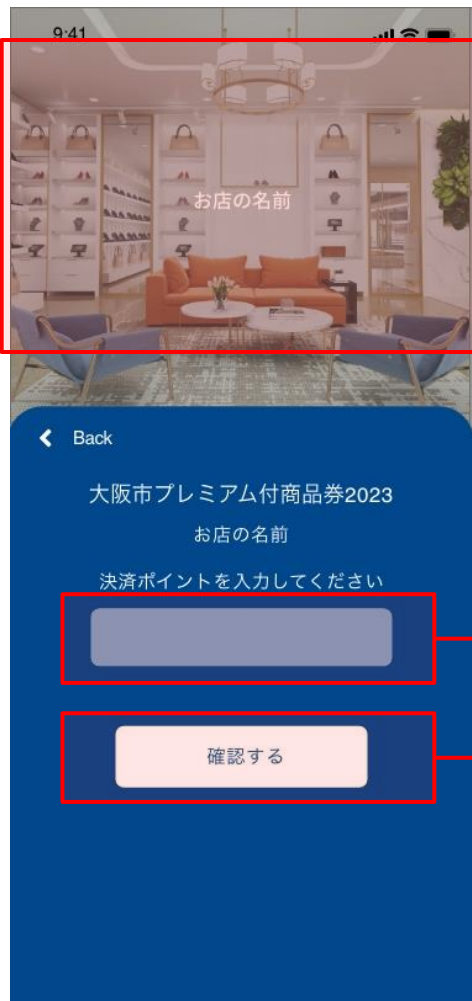 9:41
お店の名前
Back
大阪市プレミアム付商品券2023
お店の名前
決済ポイントを入力してください
確認する